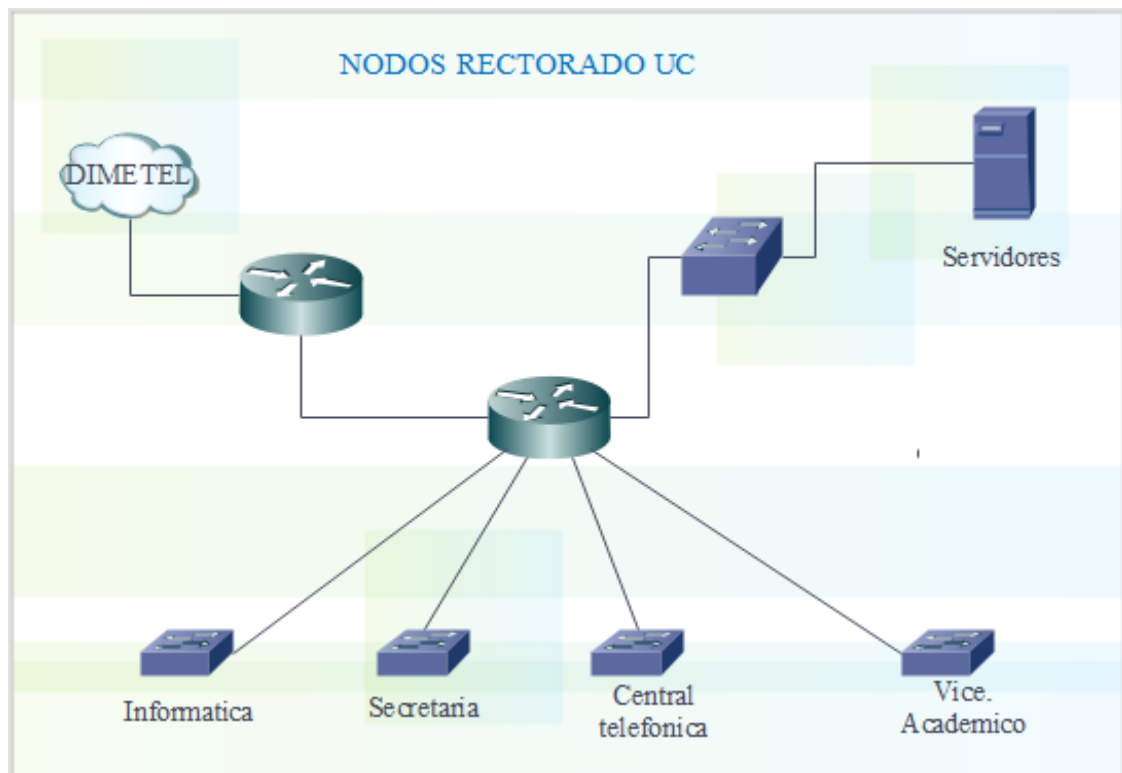 NODOS RECTORADO UC
DIMETEL
Servidores
Informatica
Secretaria
Central
telefonica
Vice.
Academico